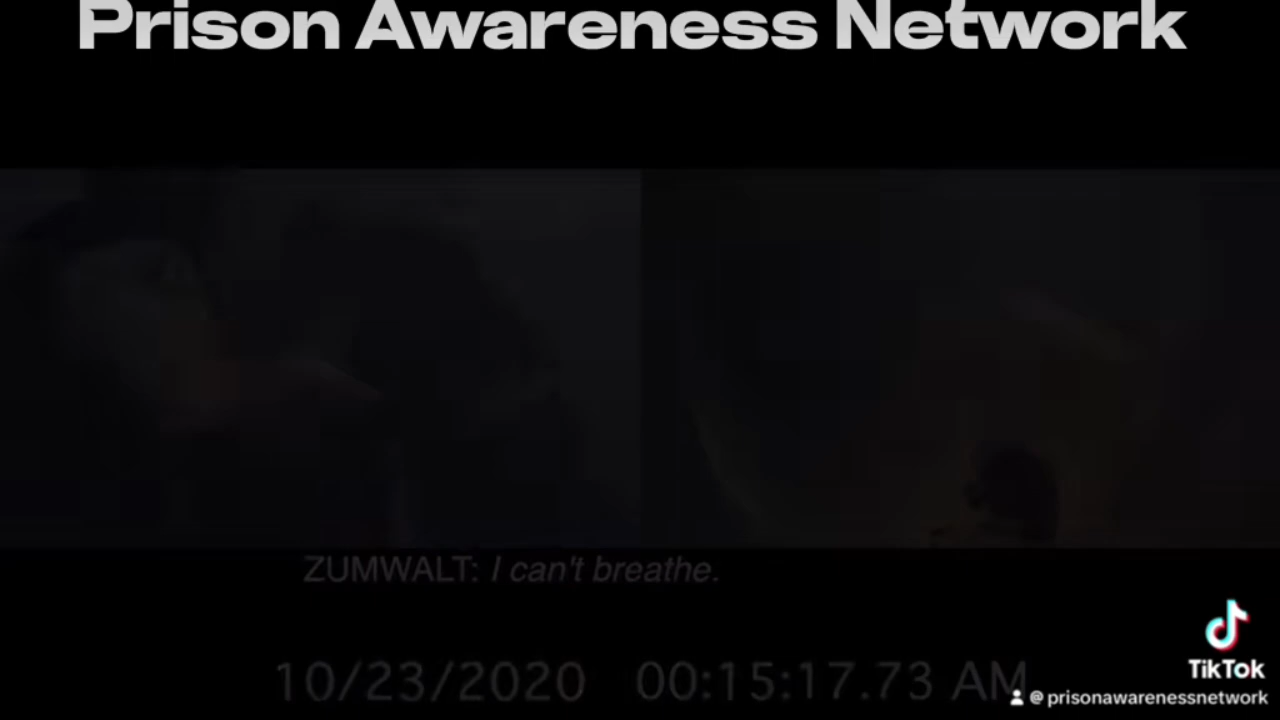 Prison Awareness Network
ZUMWALT: I can't breathe.
10/23/2020 00:15:17.73 AM
TikTok
@prisonawarenessnetwork